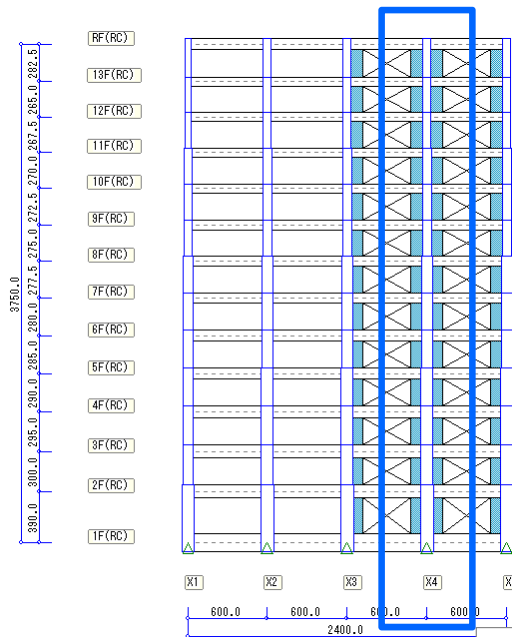 RF(RC)
282.5
13F(RC)
265.0
12F(RC)
267.5
11F(RC)
270.0
10F(RC)
272.5
9F(RC)
275.0
8F(RC)
277.5
7F(RC)
280.0
6F(RC)
285.0
5F(RC)
290.0
4F(RC)
295.0
3F(RC)
300.0
2F(RC)
390.0
1F(RC)
3750.0
X1 X2 X3 X4
600.0 600.0 600.0
2400.0